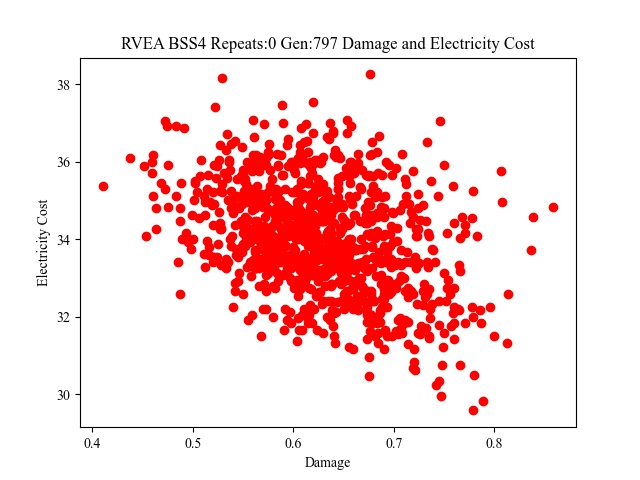 RVEA BSS4 Repeats:0 Gen:797 Damage and Electricity Cost
38
36
34
32
30
Electricity Cost
0.4 0.5 0.6 0.7 0.8
Damage